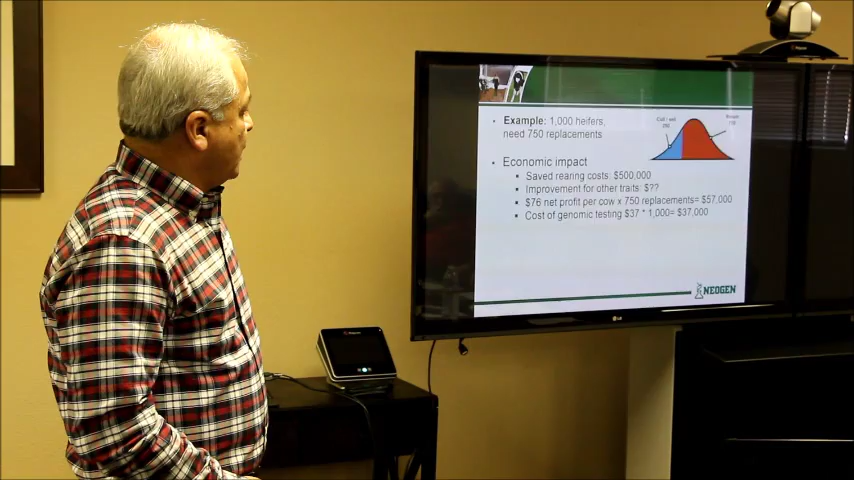 • Example: 1,000 heifers,
need 750 replacements
• Economic impact
• Saved rearing costs: $500,000
• Improvement for other traits: $??
• $76 net profit per cow x 750 replacements= $57,000
• Cost of genomic testing $37 * 1,000= $37,000
NEOGEN
LG